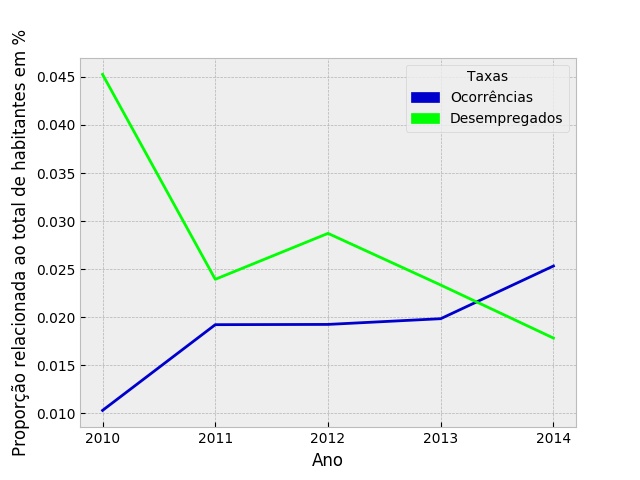 Proporção relacionada ao total de habitantes em %
0.045
0.040
0.035
0.030
0.025
0.020
0.015
0.010
Taxas
Ocorrências
Desempregados
2010 2011 2012 2013 2014
Ano